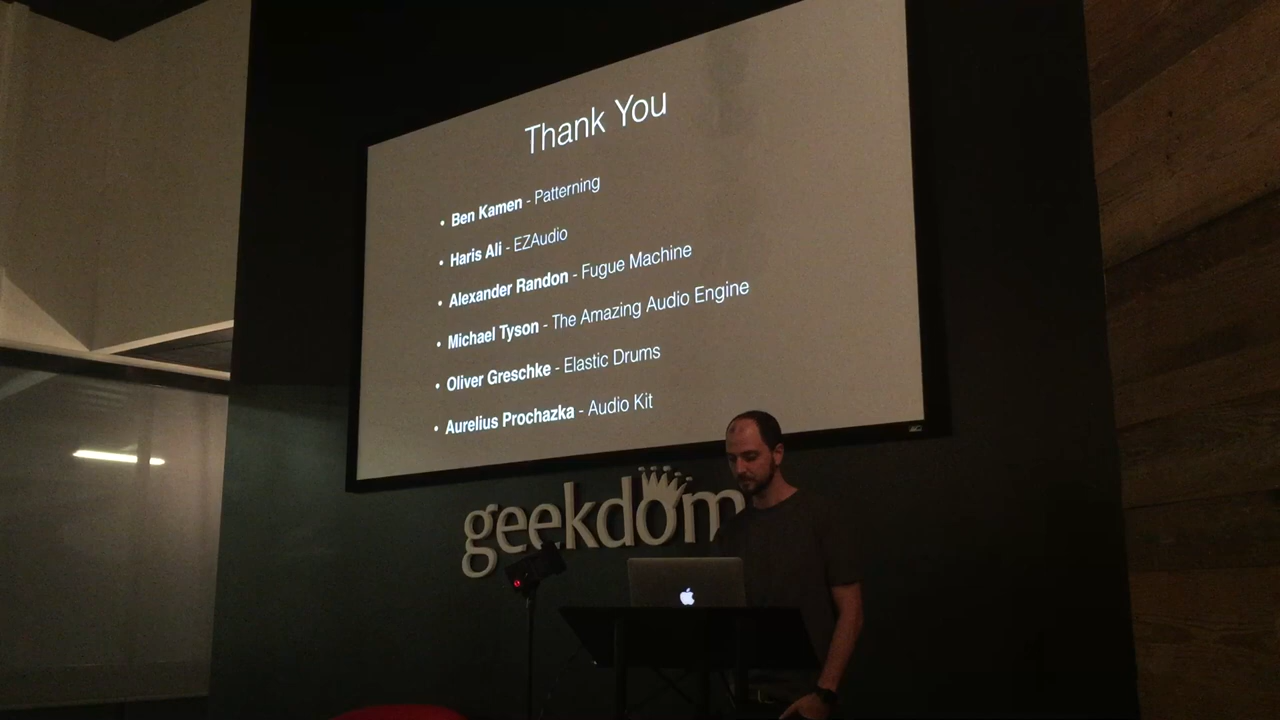 Thank You
• Ben Kamen - Patterning
• Haris Ali - EZAudio
• Alexander Randon - Fugue Machine
• Michael Tyson - The Amazing Audio Engine
• Oliver Greschke - Elastic Drums
• Aurelius Prochazka - Audio Kit
geekdom